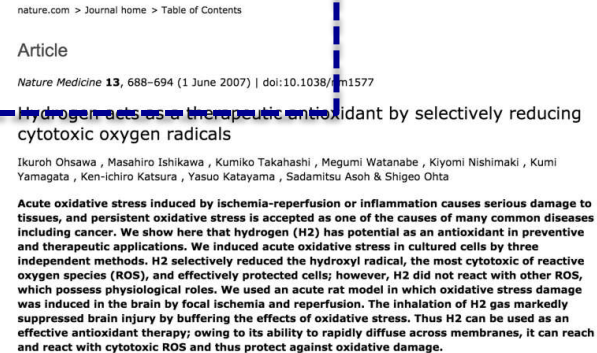 nature.com > Journal home > Table of Contents
Article
Nature Medicine 13, 688–694 (1 June 2007) | doi:10.1038/nm1577
Hydrogen acts as a therapeutic antioxidant by selectively reducing
cytotoxic oxygen radicals
Ikuroh Ohsawa , Masahiro Ishikawa , Kumiko Takahashi , Megumi Watanabe , Kiyomi Nishimaki , Kumi
Yamagata , Ken-ichiro Katsura , Yasuo Katayama , Sadamitsu Asoh & Shigeo Ohta
Acute oxidative stress induced by ischemia-reperfusion or inflammation causes serious damage to
tissues, and persistent oxidative stress is accepted as one of the causes of many common diseases
including cancer. We show here that hydrogen (H2) has potential as an antioxidant in preventive
and therapeutic applications. We induced acute oxidative stress in cultured cells by three
independent methods. H2 selectively reduced the hydroxyl radical, the most cytotoxic of reactive
oxygen species (ROS), and effectively protected cells; however, H2 did not react with other ROS,
which possess physiological roles. We used an acute rat model in which oxidative stress damage
was induced in the brain by focal ischemia and reperfusion. The inhalation of H2 gas markedly
suppressed brain injury by buffering the effects of oxidative stress. Thus H2 can be used as an
effective antioxidant therapy; owing to its ability to rapidly diffuse across membranes, it can reach
and react with cytotoxic ROS and thus protect against oxidative damage.